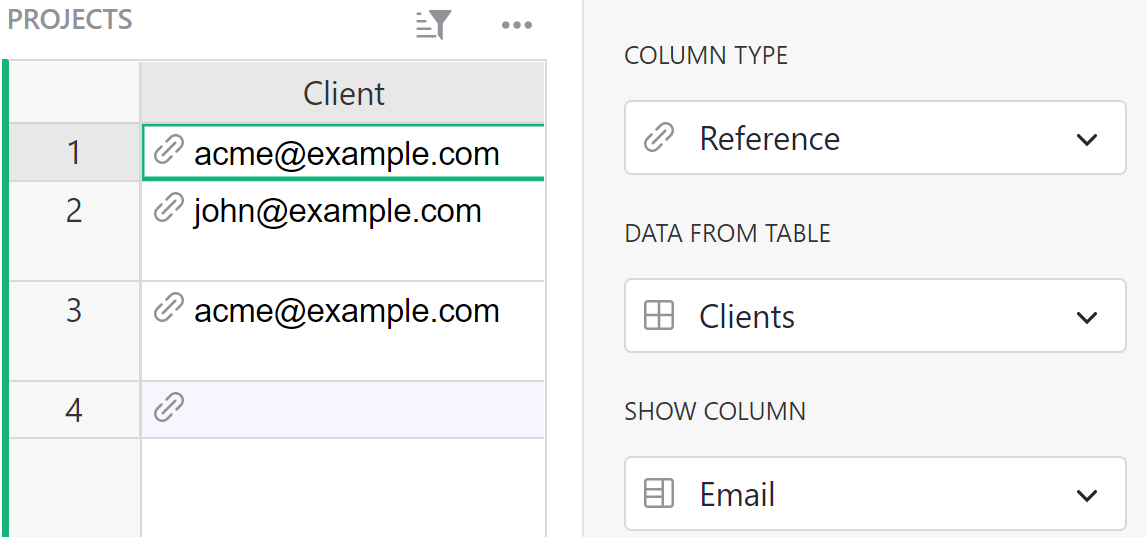 PROJECTS
Client
1 acme@example.com
2 john@example.com
3 acme@example.com
4
COLUMN TYPE
Reference
DATA FROM TABLE
Clients
SHOW COLUMN
Email